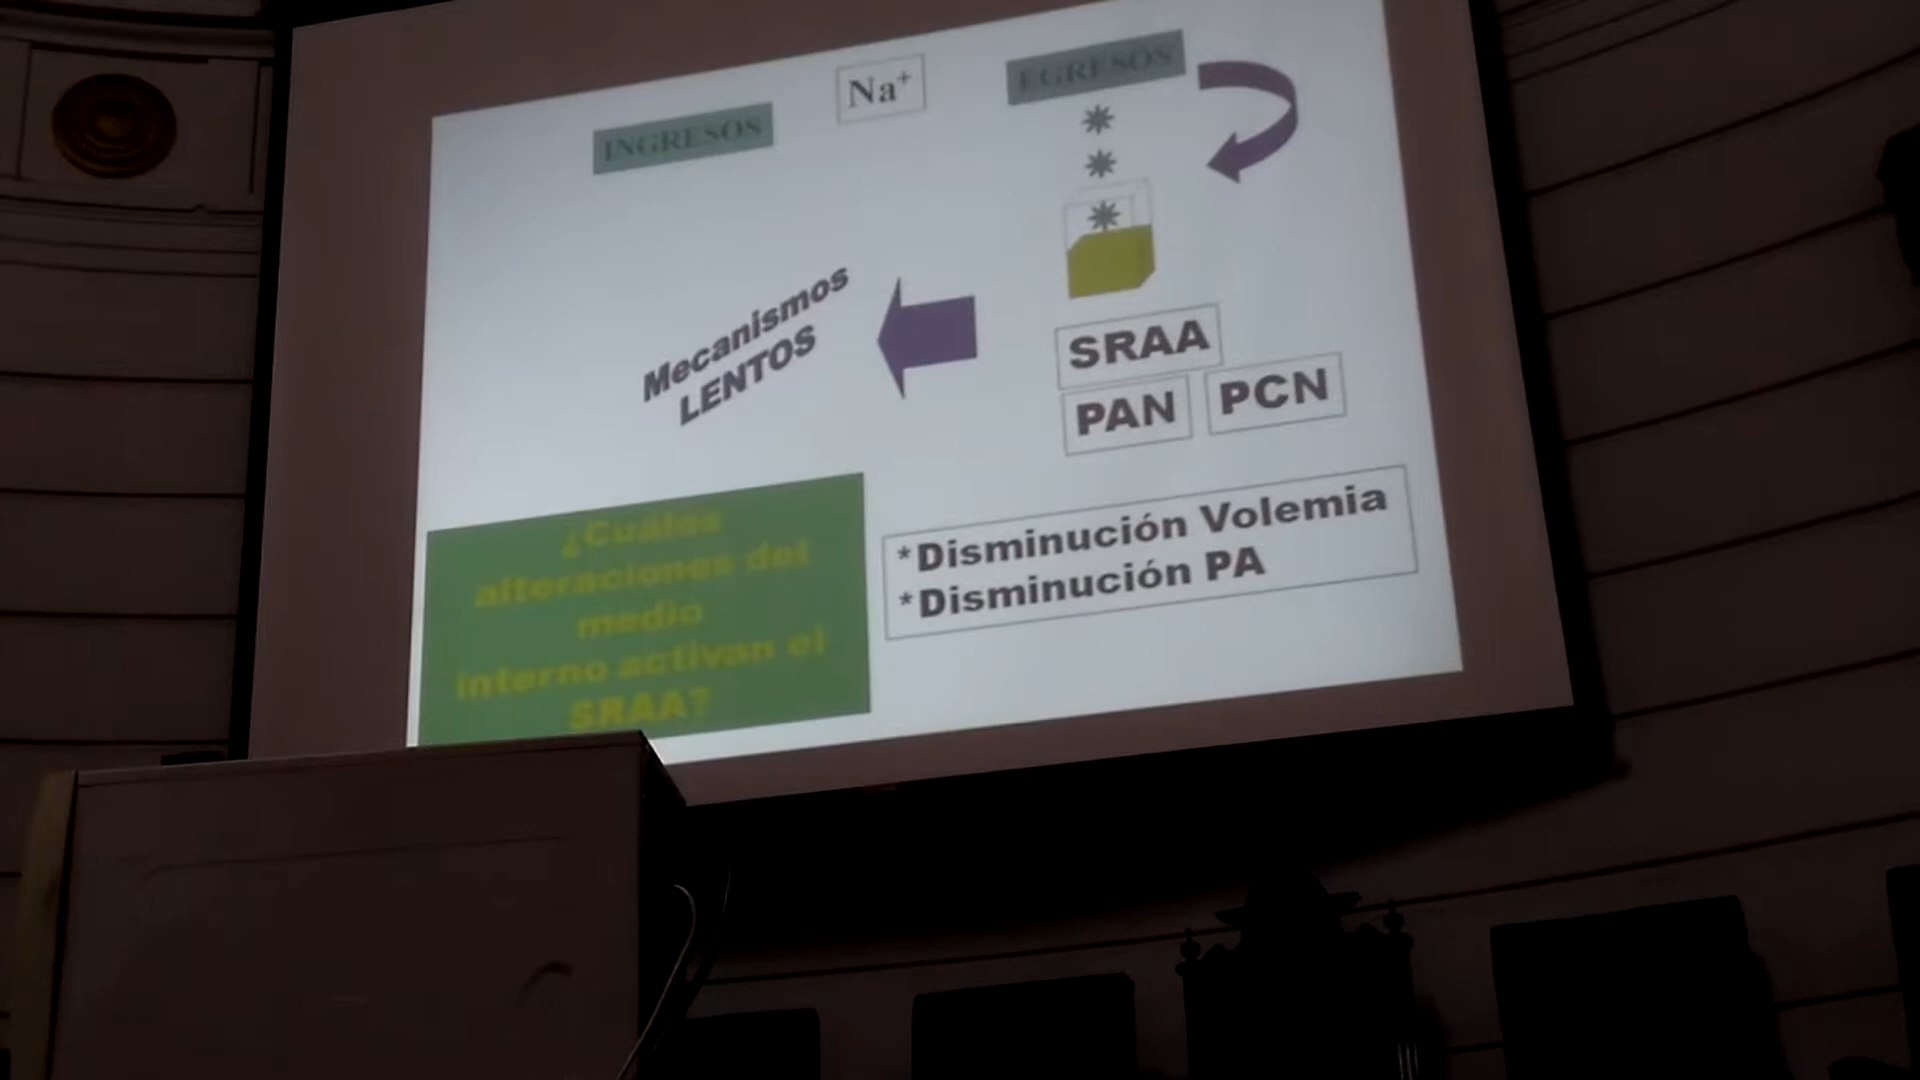 Na⁺
EGRESOS
INGRESOS
Mecanismos
LENTOS
SRAA
PAN
PCN
¿Cuáles
alteraciones del
medio
interno activan el
SRAA?
*Disminución Volemia
*Disminución PA